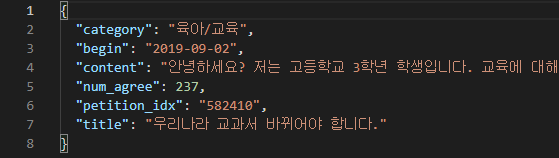 1 {
2 "category": "육아/교육",
3 "begin": "2019-09-02",
4 "content": "안녕하세요? 저는 고등학교 3학년 학생입니다. 교육에 대해
5 "num_agree": 237,
6 "petition_idx": "582410",
7 "title": "우리나라 교과서 바뀌어야 합니다."
8 }